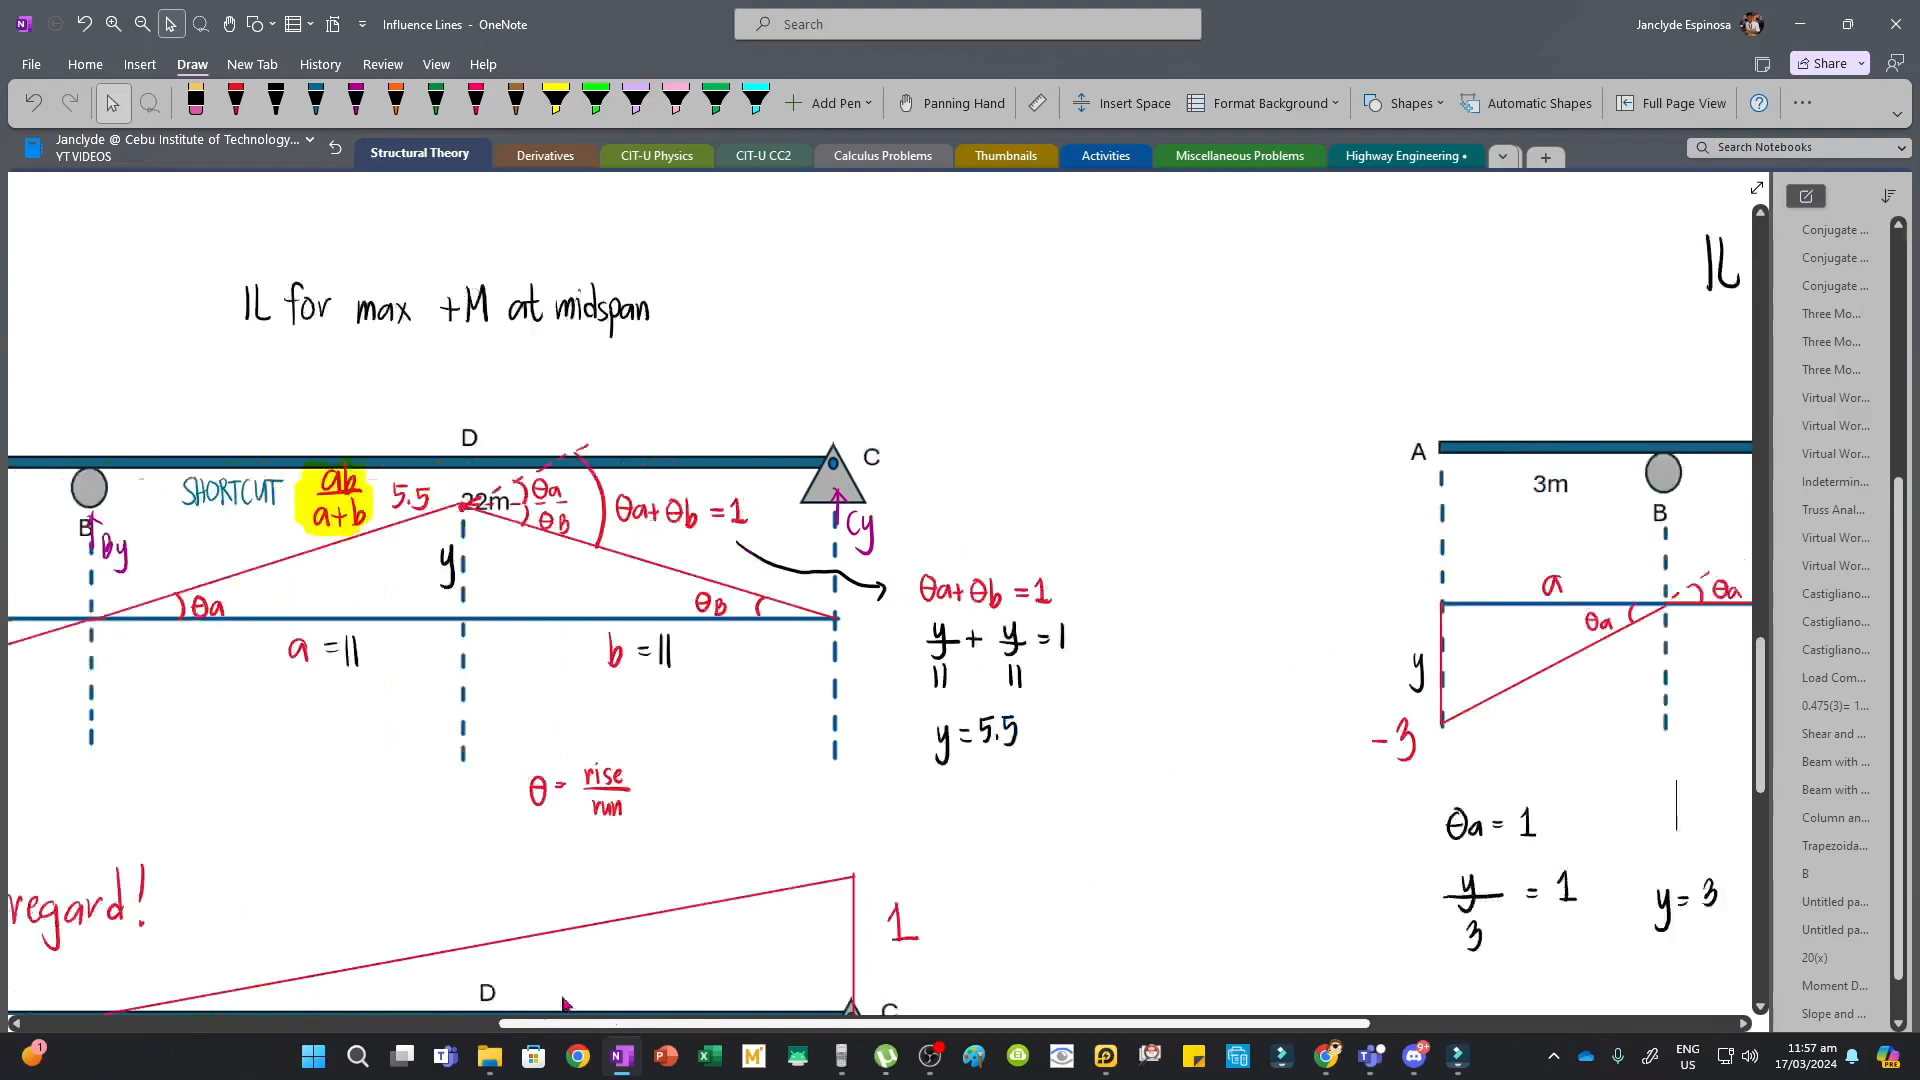 Influence Lines - OneNote
Search
Janclyde Espinosa
File Home Insert Draw New Tab History Review View Help
Share
Add Pen
Panning Hand
Insert Space
Format Background
Shapes
Automatic Shapes
Full Page View
Janclyde @ Cebu Institute of Technology...
YT VIDEOS
Structural Theory
Derivatives
CIT-U Physics
CIT-U CC2
Calculus Problems
Thumbnails
Activities
Miscellaneous Problems
Highway Engineering •
Search Notebooks
IL for max +M at midspan
IL
D
C
SHORTCUT ab/a+b 5.5
22m
θa
θB
θa+θb = 1
B
By
Cy
y
θa
θB
a = 11
b = 11
θa+θb = 1
y/11 + y/11 = 1
y = 5.5
θ = rise/run
A
3m
B
a
θa
θa
y
-3
θa = 1
y/3 = 1
y = 3
regard!
1
D
C
Conjugate ...
Conjugate ...
Conjugate ...
Three Mo...
Three Mo...
Three Mo...
Virtual Wor...
Virtual Wor...
Virtual Wor...
Indetermin...
Truss Anal...
Virtual Wor...
Virtual Wor...
Castigliano...
Castigliano...
Castigliano...
Load Com...
0.475(3)= 1...
Shear and ...
Beam with ...
Beam with ...
Column an...
Trapezoida...
B
Untitled pa...
Untitled pa...
20(x)
Moment D...
Slope and ...
ENG
US
11:57 am
17/03/2024